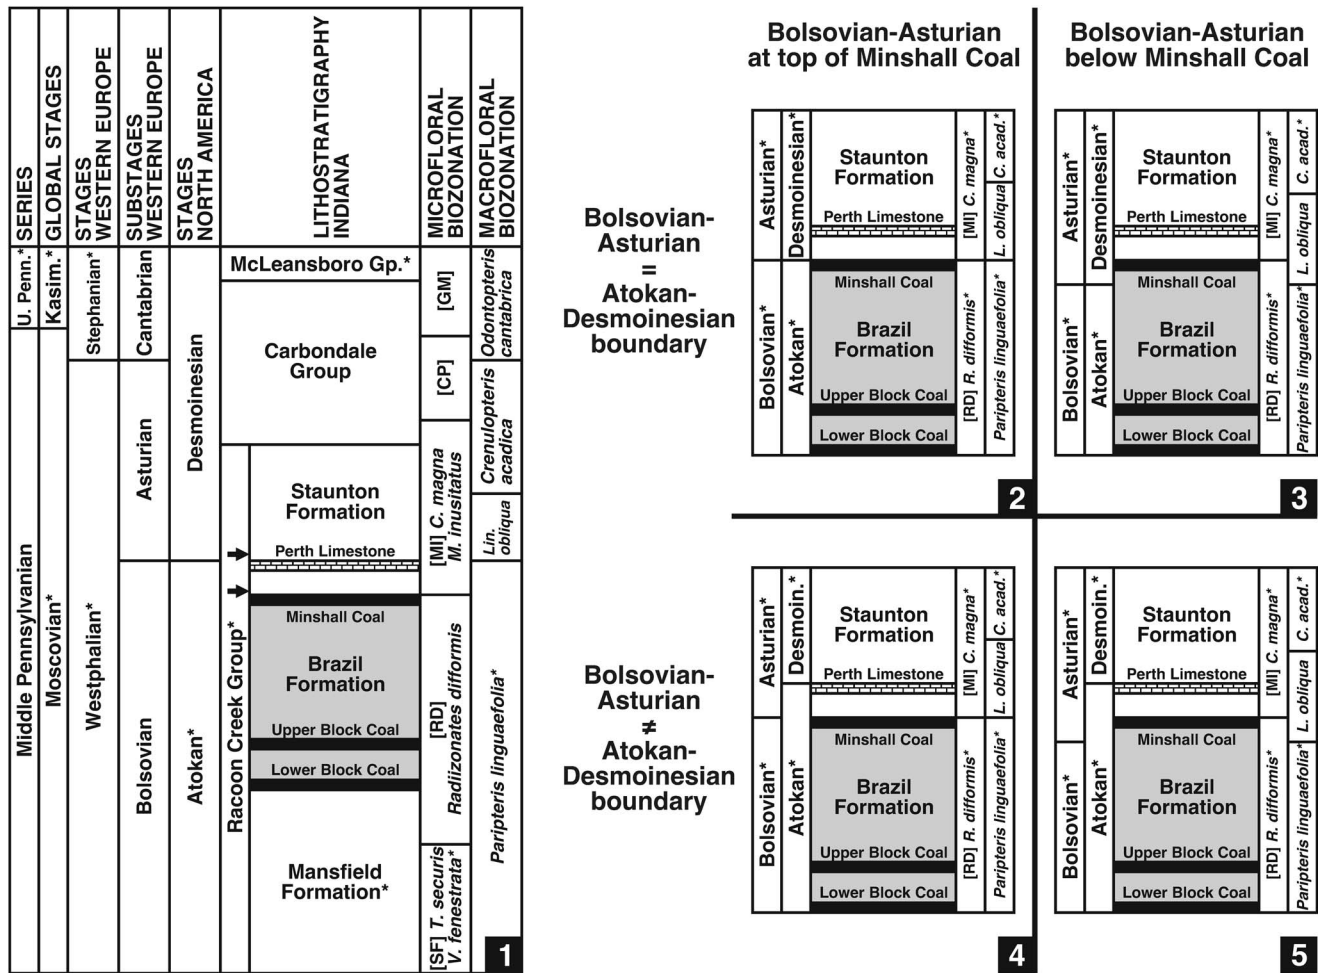 SERIES
GLOBAL STAGES
STAGES
WESTERN EUROPE
SUBSTAGES
WESTERN EUROPE
STAGES
NORTH AMERICA
LITHOSTRATIGRAPHY
INDIANA
MICROFLORAL
BIOZONATION
MACROFLORAL
BIOZONATION
U. Penn.*
Middle Pennsylvanian
Kasim.*
Moscovian*
Stephanian*
Westphalian*
Cantabrian
Asturian
Bolsovian
Desmoinesian
Atokan*
McLeansboro Gp.*
Carbondale
Group
Racoon Creek Group*
Staunton
Formation
Perth Limestone
Minshall Coal
Brazil
Formation
Upper Block Coal
Lower Block Coal
Mansfield
Formation*
[GM]
[CP]
[MI] C. magna
M. inusitatus
[RD]
Radiizonates difformis
[SF] T. securis
V. fenestrata*
Odontopteris
cantabrica
Crenulopteris
acadica
Lin.
obliqua
Paripteris linguaefolia*
1
Bolsovian-Asturian
at top of Minshall Coal
Bolsovian-Asturian
below Minshall Coal
Bolsovian-
Asturian
=
Atokan-
Desmoinesian
boundary
Asturian*
Bolsovian*
Desmoinesian*
Atokan*
Staunton
Formation
Perth Limestone
Minshall Coal
Brazil
Formation
Upper Block Coal
Lower Block Coal
[MI] C. magna*
[RD] R. difformis*
C. acad.*
L. obliqua
Paripteris linguaefolia*
2
Asturian*
Bolsovian*
Desmoinesian*
Atokan*
Staunton
Formation
Perth Limestone
Minshall Coal
Brazil
Formation
Upper Block Coal
Lower Block Coal
[MI] C. magna*
[RD] R. difformis*
C. acad.*
L. obliqua
Paripteris linguaefolia*
3
Bolsovian-
Asturian
≠
Atokan-
Desmoinesian
boundary
Asturian*
Bolsovian*
Desmoin.*
Atokan*
Staunton
Formation
Perth Limestone
Minshall Coal
Brazil
Formation
Upper Block Coal
Lower Block Coal
[MI] C. magna*
[RD] R. difformis*
C. acad.*
L. obliqua
Paripteris linguaefolia*
4
Asturian*
Bolsovian*
Desmoin.*
Atokan*
Staunton
Formation
Perth Limestone
Minshall Coal
Brazil
Formation
Upper Block Coal
Lower Block Coal
[MI] C. magna*
[RD] R. difformis*
C. acad.*
L. obliqua
Paripteris linguaefolia*
5